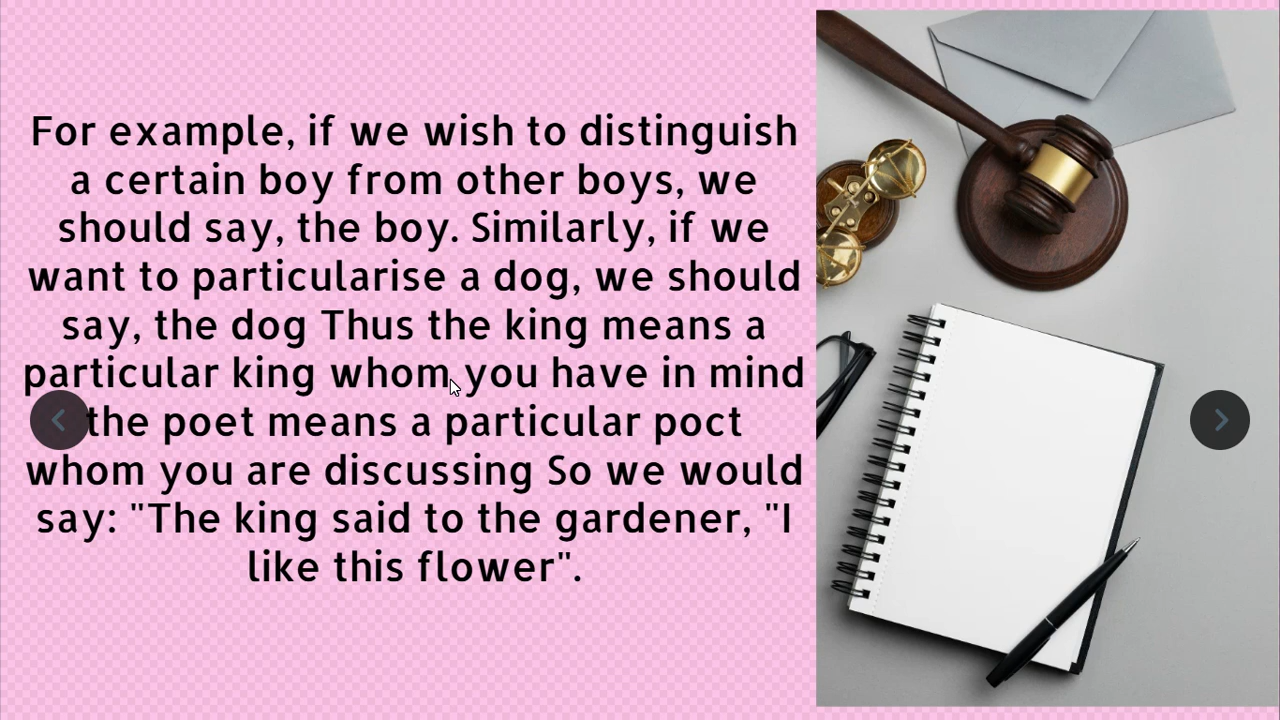 For example, if we wish to distinguish
a certain boy from other boys, we
should say, the boy. Similarly, if we
want to particularise a dog, we should
say, the dog Thus the king means a
particular king whom you have in mind
the poet means a particular poct
whom you are discussing So we would
say: "The king said to the gardener, "I
like this flower".